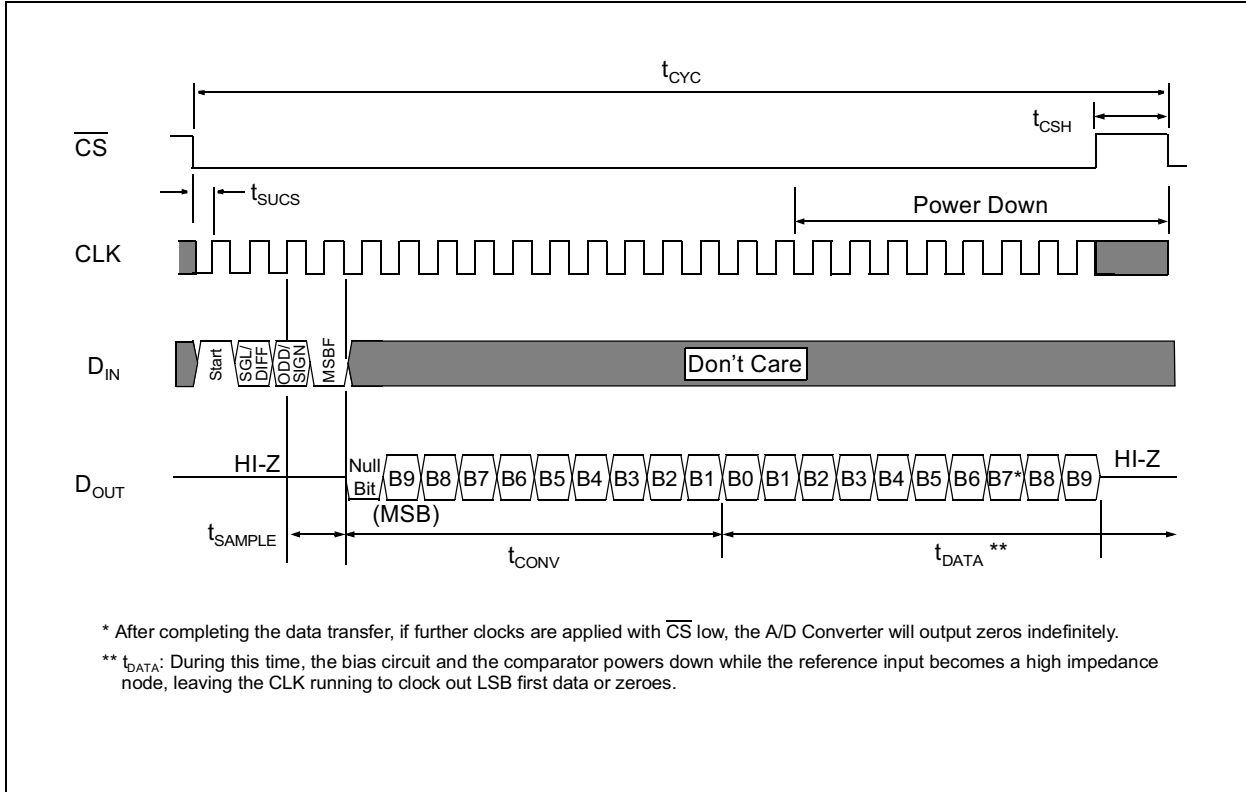 tCYC
tCSH
CS
tSUCS
Power Down
CLK
DIN
Start
SGL/
DIFF
ODD/
SIGN
MSBF
Don't Care
HI-Z
DOUT
Null
Bit
B9 B8 B7 B6 B5 B4 B3 B2 B1 B0 B1 B2 B3 B4 B5 B6 B7* B8 B9
HI-Z
(MSB)
tSAMPLE
tCONV
tDATA **
* After completing the data transfer, if further clocks are applied with CS low, the A/D Converter will output zeros indefinitely.
** tDATA: During this time, the bias circuit and the comparator powers down while the reference input becomes a high impedance
node, leaving the CLK running to clock out LSB first data or zeroes.